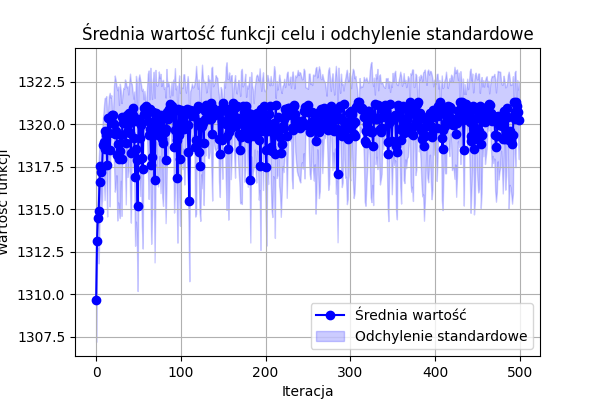 Średnia wartość funkcji celu i odchylenie standardowe
Wartość funkcji
1322.5
1320.0
1317.5
1315.0
1312.5
1310.0
1307.5
0 100 200 300 400 500
Iteracja
Średnia wartość
Odchylenie standardowe